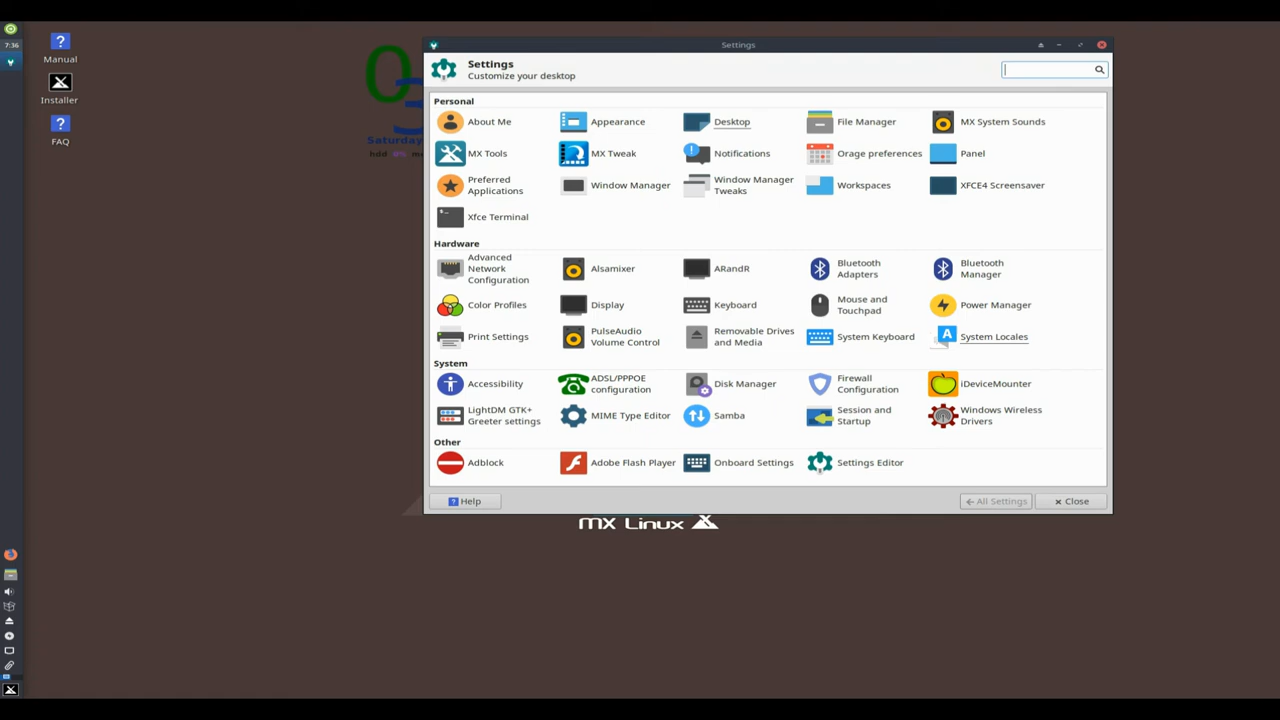 7:36
Manual
Installer
FAQ
Saturday
Settings
Settings
Customize your desktop
Personal
About Me
Appearance
Desktop
File Manager
MX System Sounds
MX Tools
MX Tweak
Notifications
Orage preferences
Panel
Preferred
Applications
Window Manager
Window Manager
Tweaks
Workspaces
XFCE4 Screensaver
Xfce Terminal
Hardware
Advanced
Network
Configuration
Alsamixer
ARandR
Bluetooth
Adapters
Bluetooth
Manager
Color Profiles
Display
Keyboard
Mouse and
Touchpad
Power Manager
Print Settings
PulseAudio
Volume Control
Removable Drives
and Media
System Keyboard
System Locales
System
Accessibility
ADSL/PPPOE
configuration
Disk Manager
Firewall
Configuration
iDeviceMounter
LightDM GTK+
Greeter settings
MIME Type Editor
Samba
Session and
Startup
Windows Wireless
Drivers
Other
Adblock
Adobe Flash Player
Onboard Settings
Settings Editor
Help
All Settings
Close
MX Linux